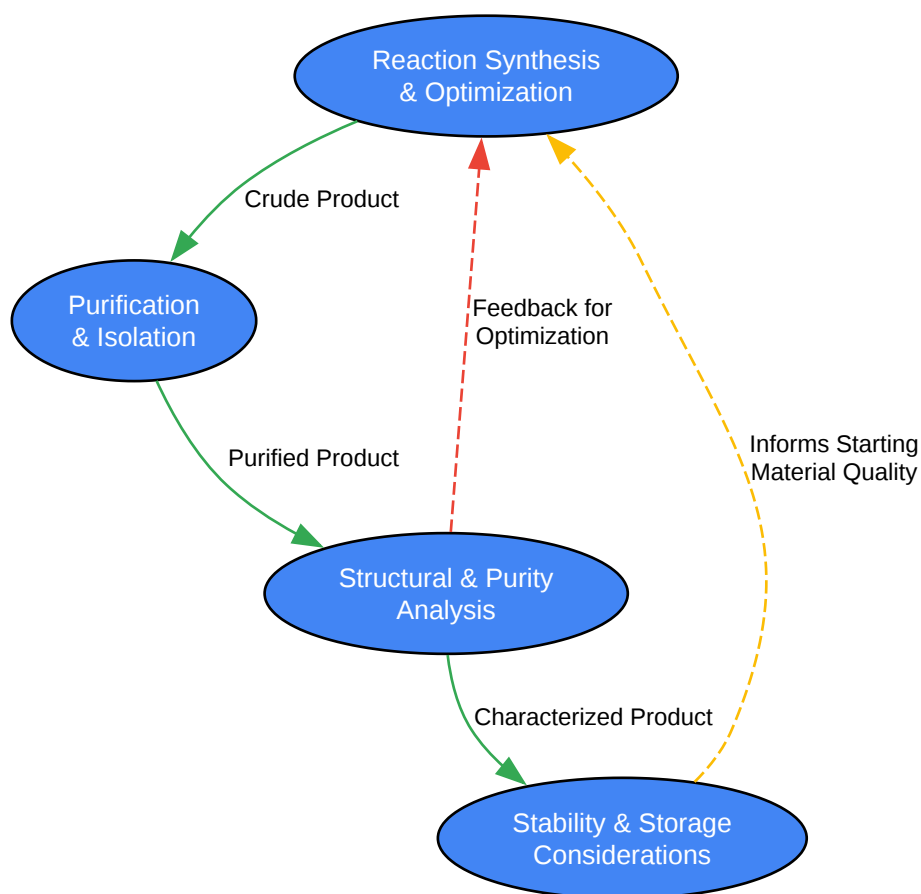 Reaction Synthesis
& Optimization
Crude Product
Purification
& Isolation
Feedback for
Optimization
Informs Starting
Material Quality
Purified Product
Structural & Purity
Analysis
Characterized Product
Stability & Storage
Considerations